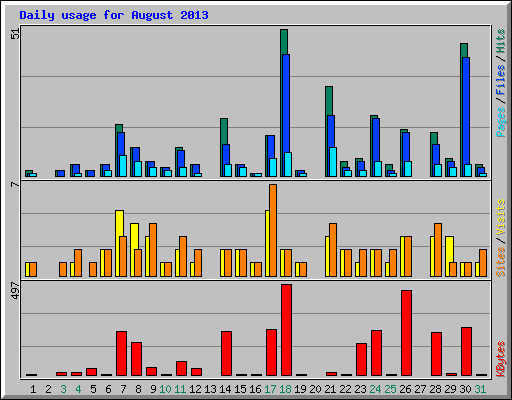 Daily usage for August 2013
51
Pages/Files/Hits
7
Sites/Visits
497
KBytes
1 2 3 4 5 6 7 8 9 10 11 12 13 14 15 16 17 18 19 20 21 22 23 24 25 26 27 28 29 30 31